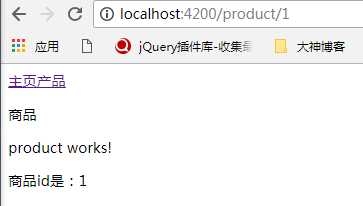 localhost:4200/product/1
应用 jQuery插件库-收集 大神博客
主页产品
商品
product works!
商品id是：1